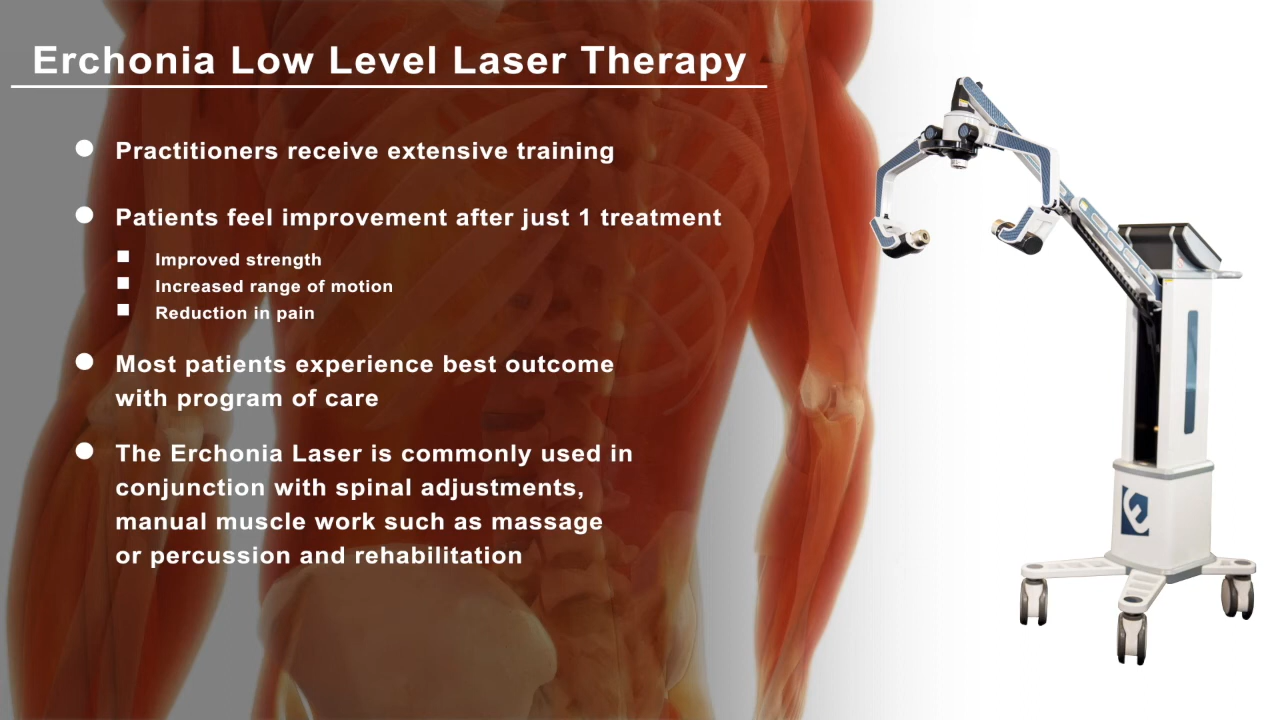 Erchonia Low Level Laser Therapy
Practitioners receive extensive training
Patients feel improvement after just 1 treatment
Improved strength
Increased range of motion
Reduction in pain
Most patients experience best outcome
with program of care
The Erchonia Laser is commonly used in
conjunction with spinal adjustments,
manual muscle work such as massage
or percussion and rehabilitation